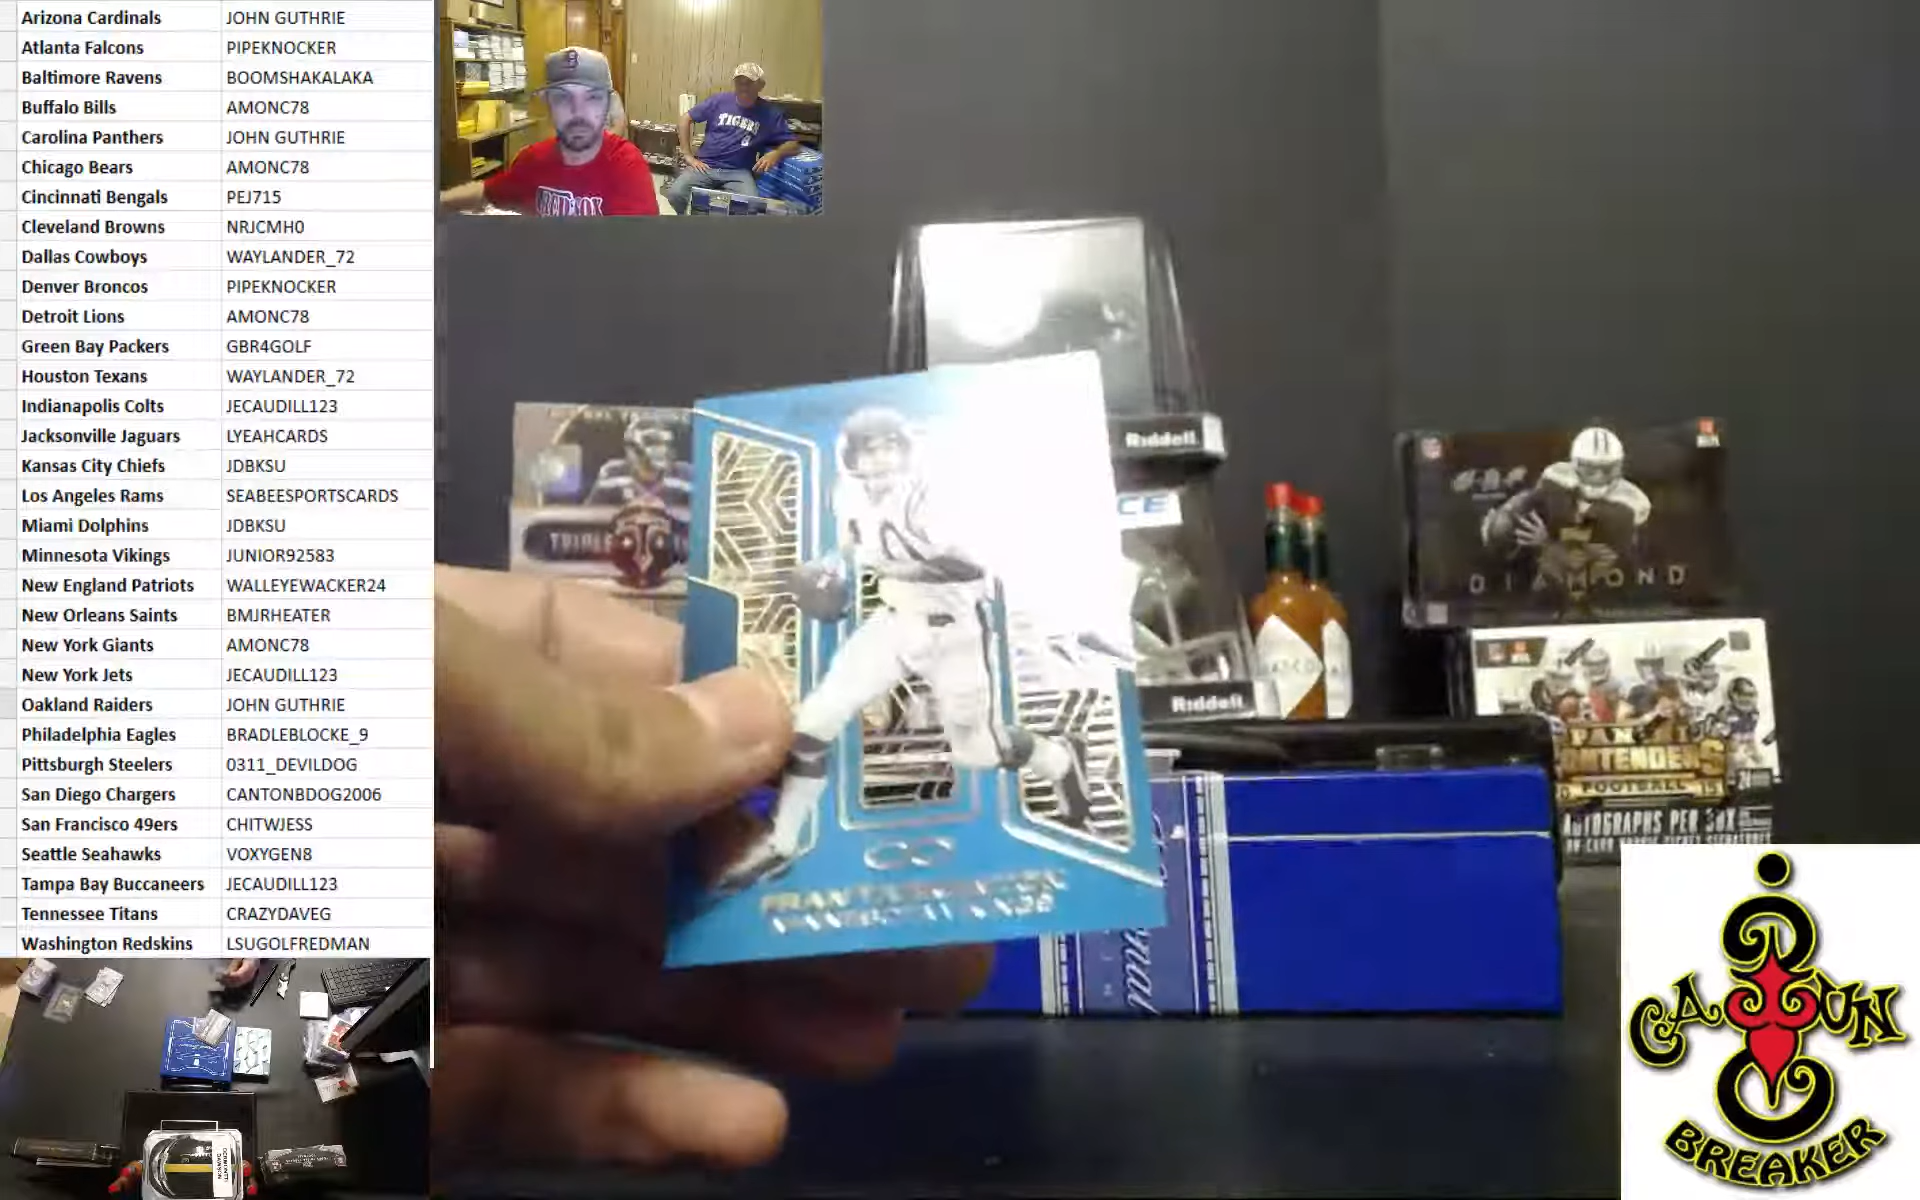 Arizona Cardinals JOHN GUTHRIE
Atlanta Falcons PIPEKNOCKER
Baltimore Ravens BOOMSHAKALAKA
Buffalo Bills AMONC78
Carolina Panthers JOHN GUTHRIE
Chicago Bears AMONC78
Cincinnati Bengals PEJ715
Cleveland Browns NRJCMH0
Dallas Cowboys WAYLANDER_72
Denver Broncos PIPEKNOCKER
Detroit Lions AMONC78
Green Bay Packers GBR4GOLF
Houston Texans WAYLANDER_72
Indianapolis Colts JECAUDILL123
Jacksonville Jaguars LYEAHCARDS
Kansas City Chiefs JDBKSU
Los Angeles Rams SEABEESPORTSCARDS
Miami Dolphins JDBKSU
Minnesota Vikings JUNIOR92583
New England Patriots WALLEYEWACKER24
New Orleans Saints BMJRHEATER
New York Giants AMONC78
New York Jets JECAUDILL123
Oakland Raiders JOHN GUTHRIE
Philadelphia Eagles BRADLEBLOCKE_9
Pittsburgh Steelers 0311_DEVILDOG
San Diego Chargers CANTONBDOG2006
San Francisco 49ers CHITWJESS
Seattle Seahawks VOXYGEN8
Tampa Bay Buccaneers JECAUDILL123
Tennessee Titans CRAZYDAVEG
Washington Redskins LSUGOLFREDMAN
TIGERS
Riddell
TRIPLE
DIAMOND
Riddell
FOOTBALL
AUTOGRAPHS PER BOX
CAJUN
BREAKER